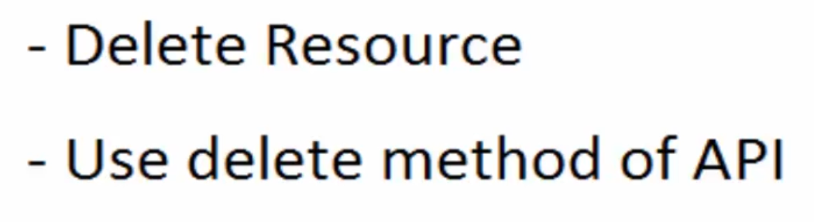 - Delete Resource
- Use delete method of API